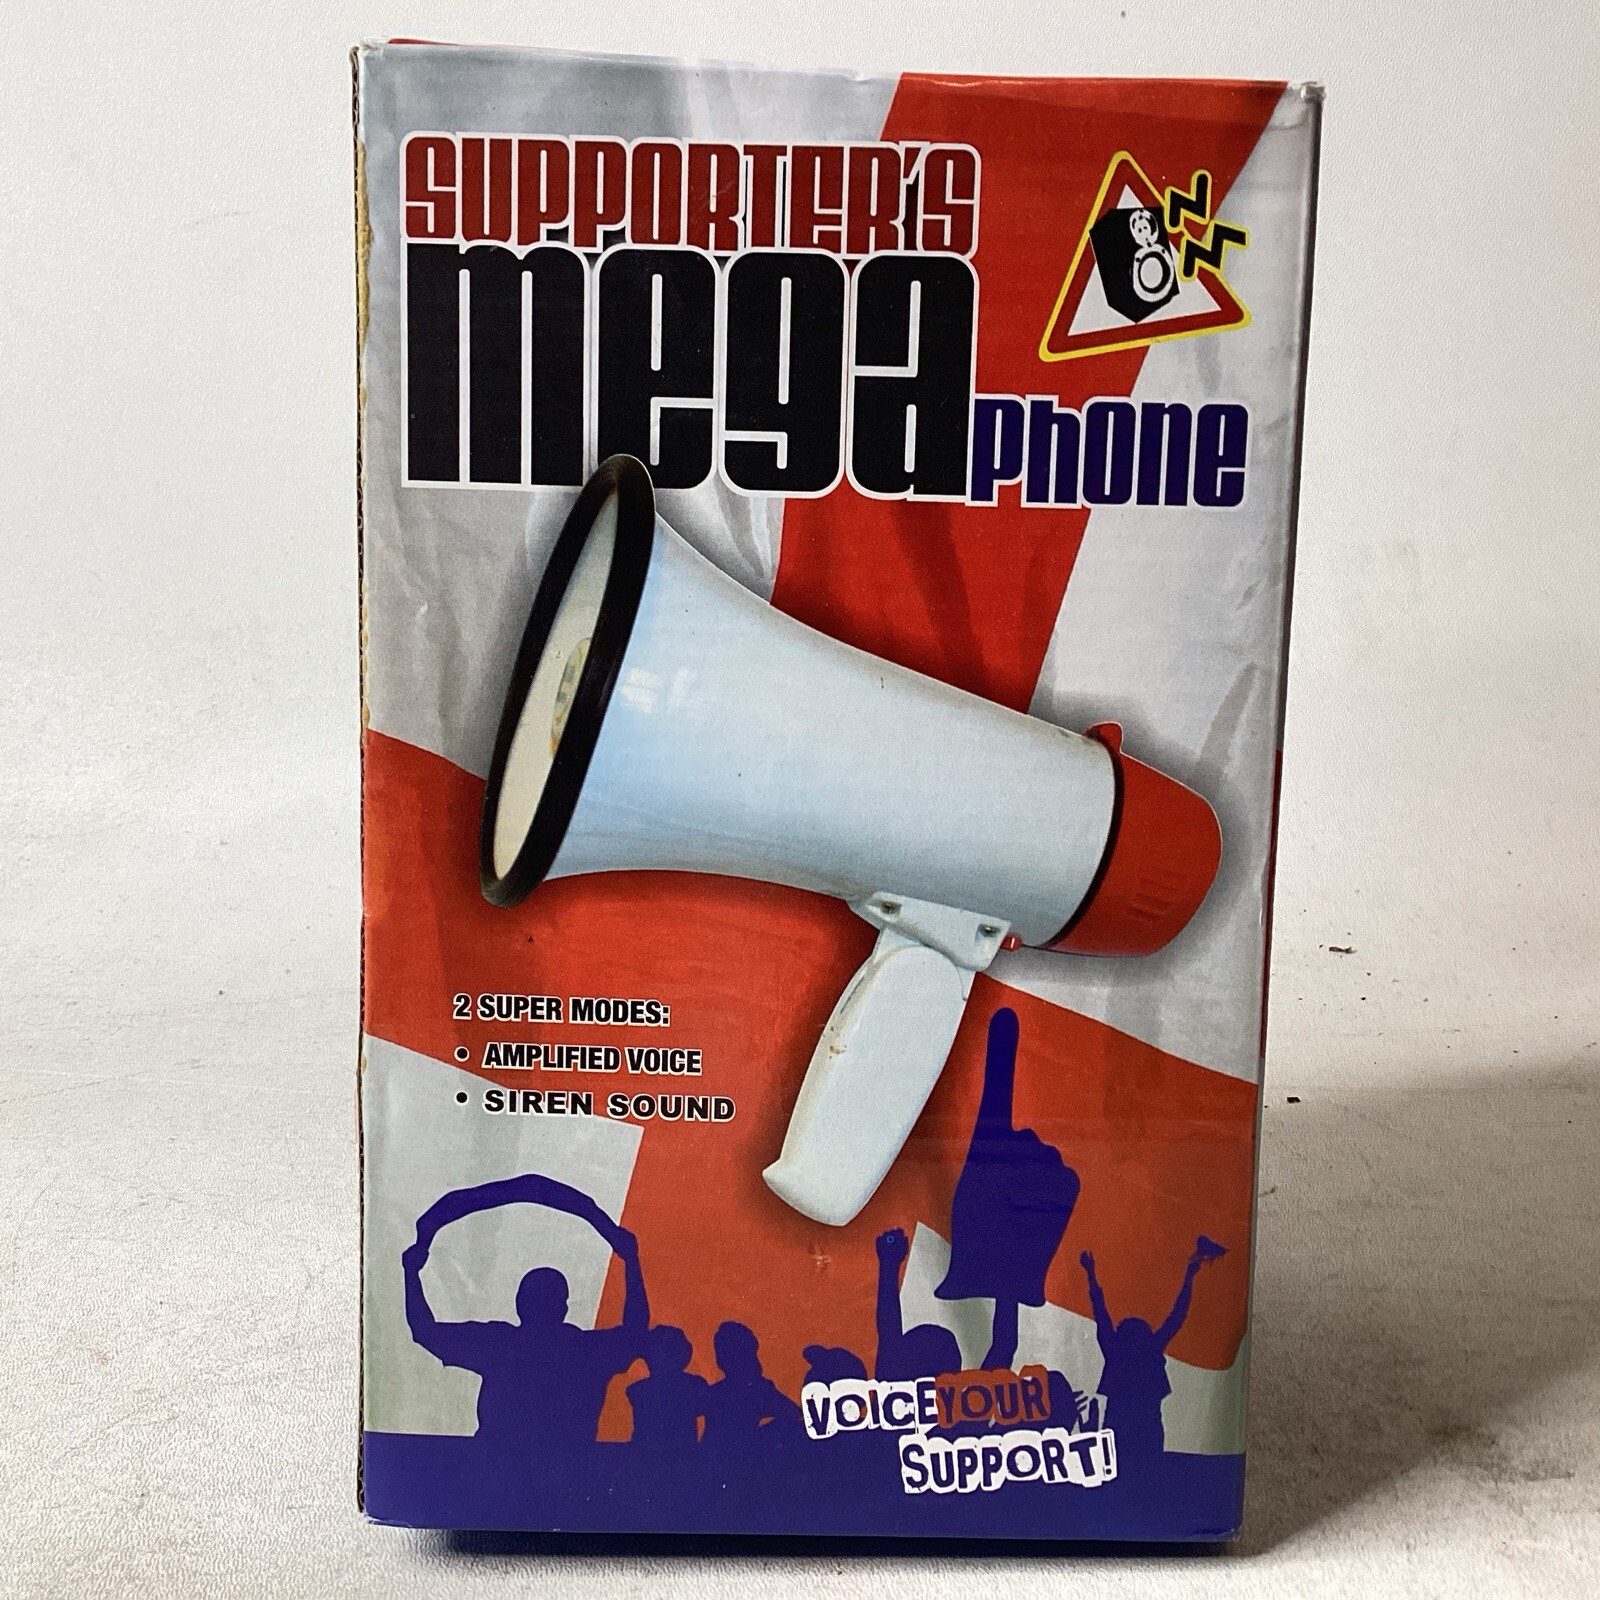 SUPPORTER'S
mega
PHONE
2 SUPER MODES:
• AMPLIFIED VOICE
• SIREN SOUND
VOICE YOUR
SUPPORT!